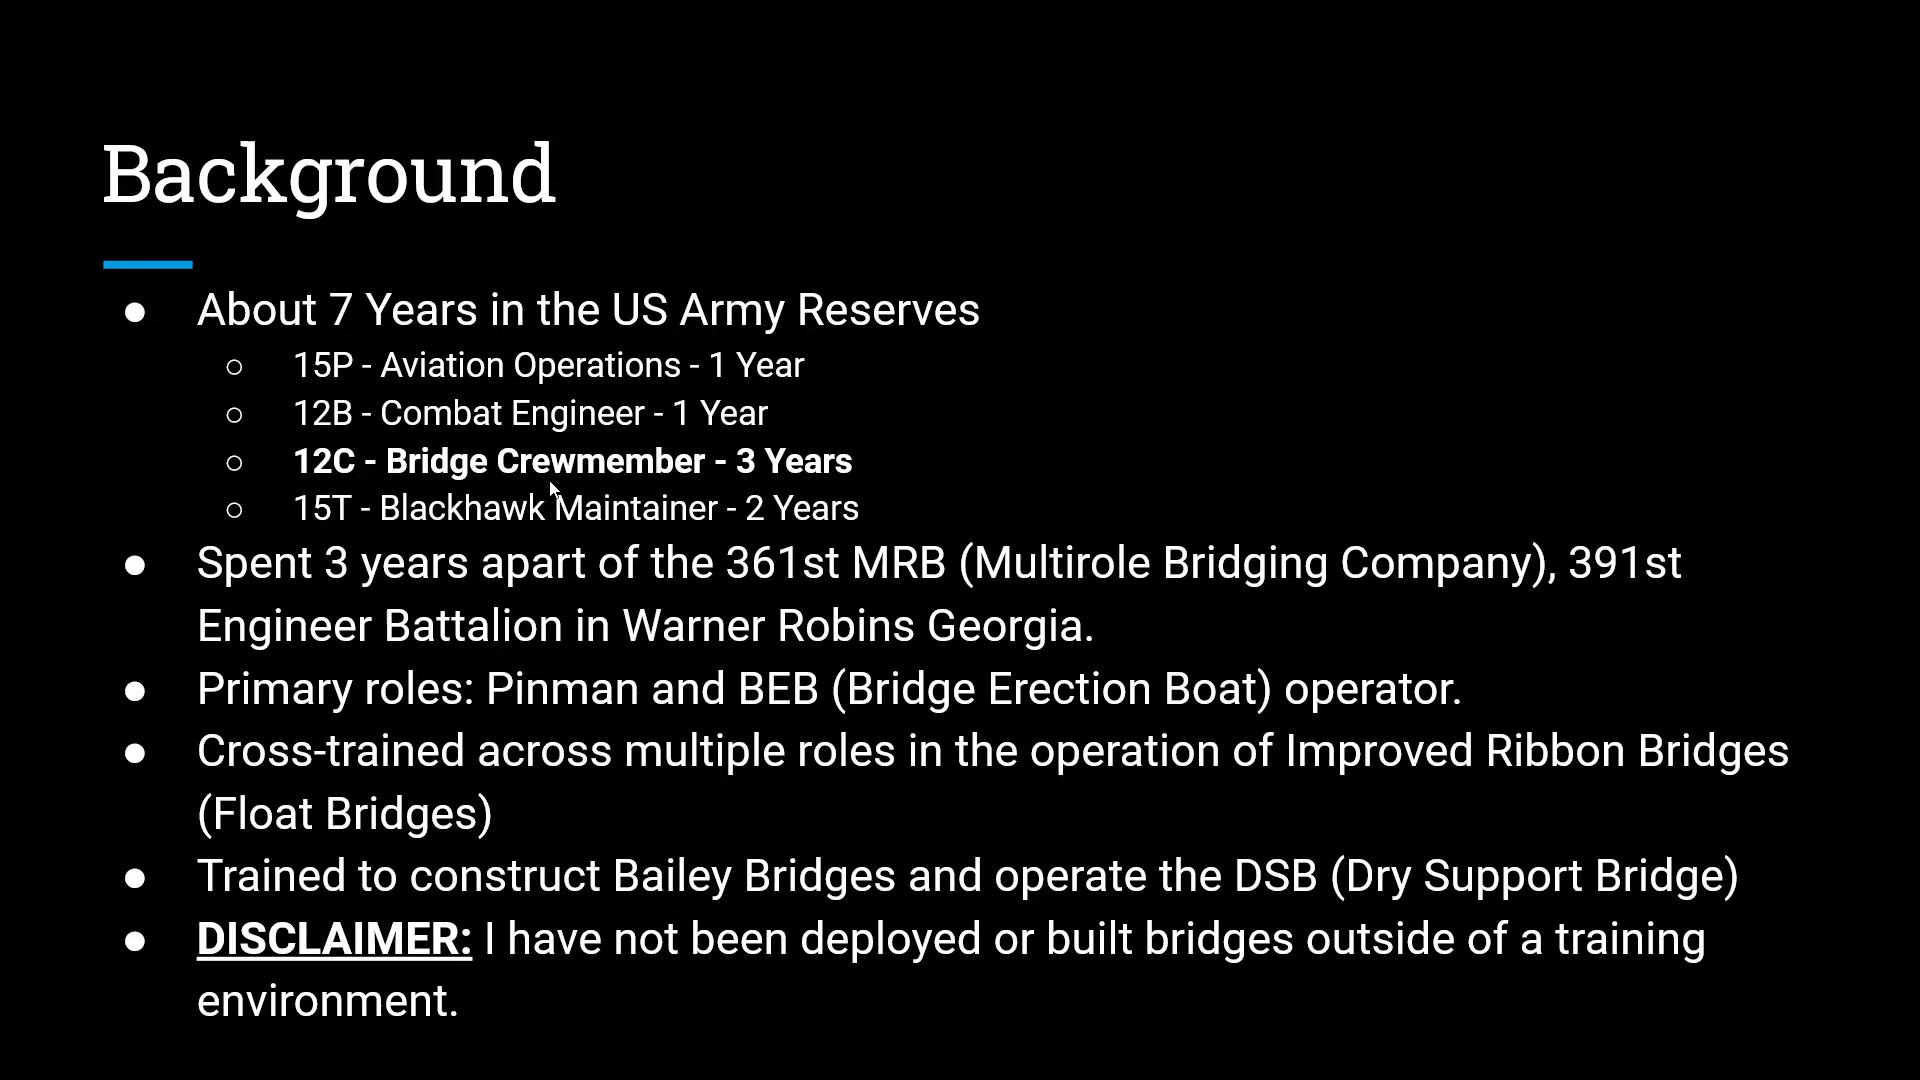 Background
● About 7 Years in the US Army Reserves
○ 15P - Aviation Operations - 1 Year
○ 12B - Combat Engineer - 1 Year
○ 12C - Bridge Crewmember - 3 Years
○ 15T - Blackhawk Maintainer - 2 Years
● Spent 3 years apart of the 361st MRB (Multirole Bridging Company), 391st
Engineer Battalion in Warner Robins Georgia.
● Primary roles: Pinman and BEB (Bridge Erection Boat) operator.
● Cross-trained across multiple roles in the operation of Improved Ribbon Bridges
(Float Bridges)
● Trained to construct Bailey Bridges and operate the DSB (Dry Support Bridge)
● DISCLAIMER: I have not been deployed or built bridges outside of a training
environment.